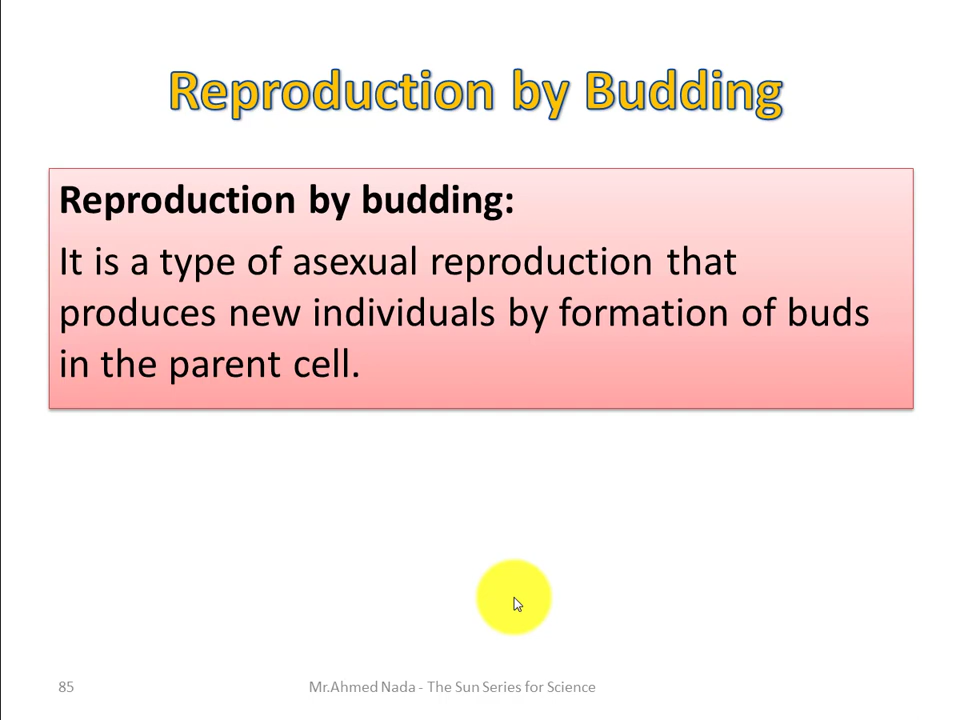 Reproduction by Budding
Reproduction by budding:
It is a type of asexual reproduction that
produces new individuals by formation of buds
in the parent cell.
85
Mr.Ahmed Nada - The Sun Series for Science